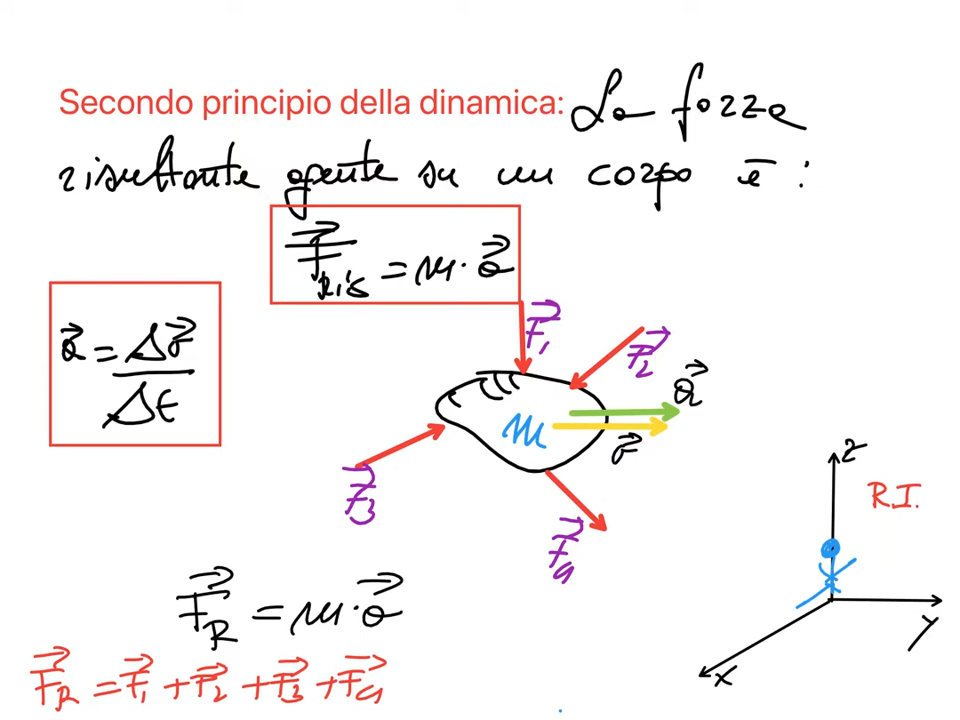 Secondo principio della dinamica: La forza
risultante agente su un corpo è:
F⃗ris = m · a⃗
a⃗ = Δv⃗ / Δt
F⃗1
F⃗2
a⃗
m
v⃗
F⃗3
F⃗4
z
R.I.
y
x
F⃗R = m · a⃗
F⃗R = F⃗1 + F⃗2 + F⃗3 + F⃗4